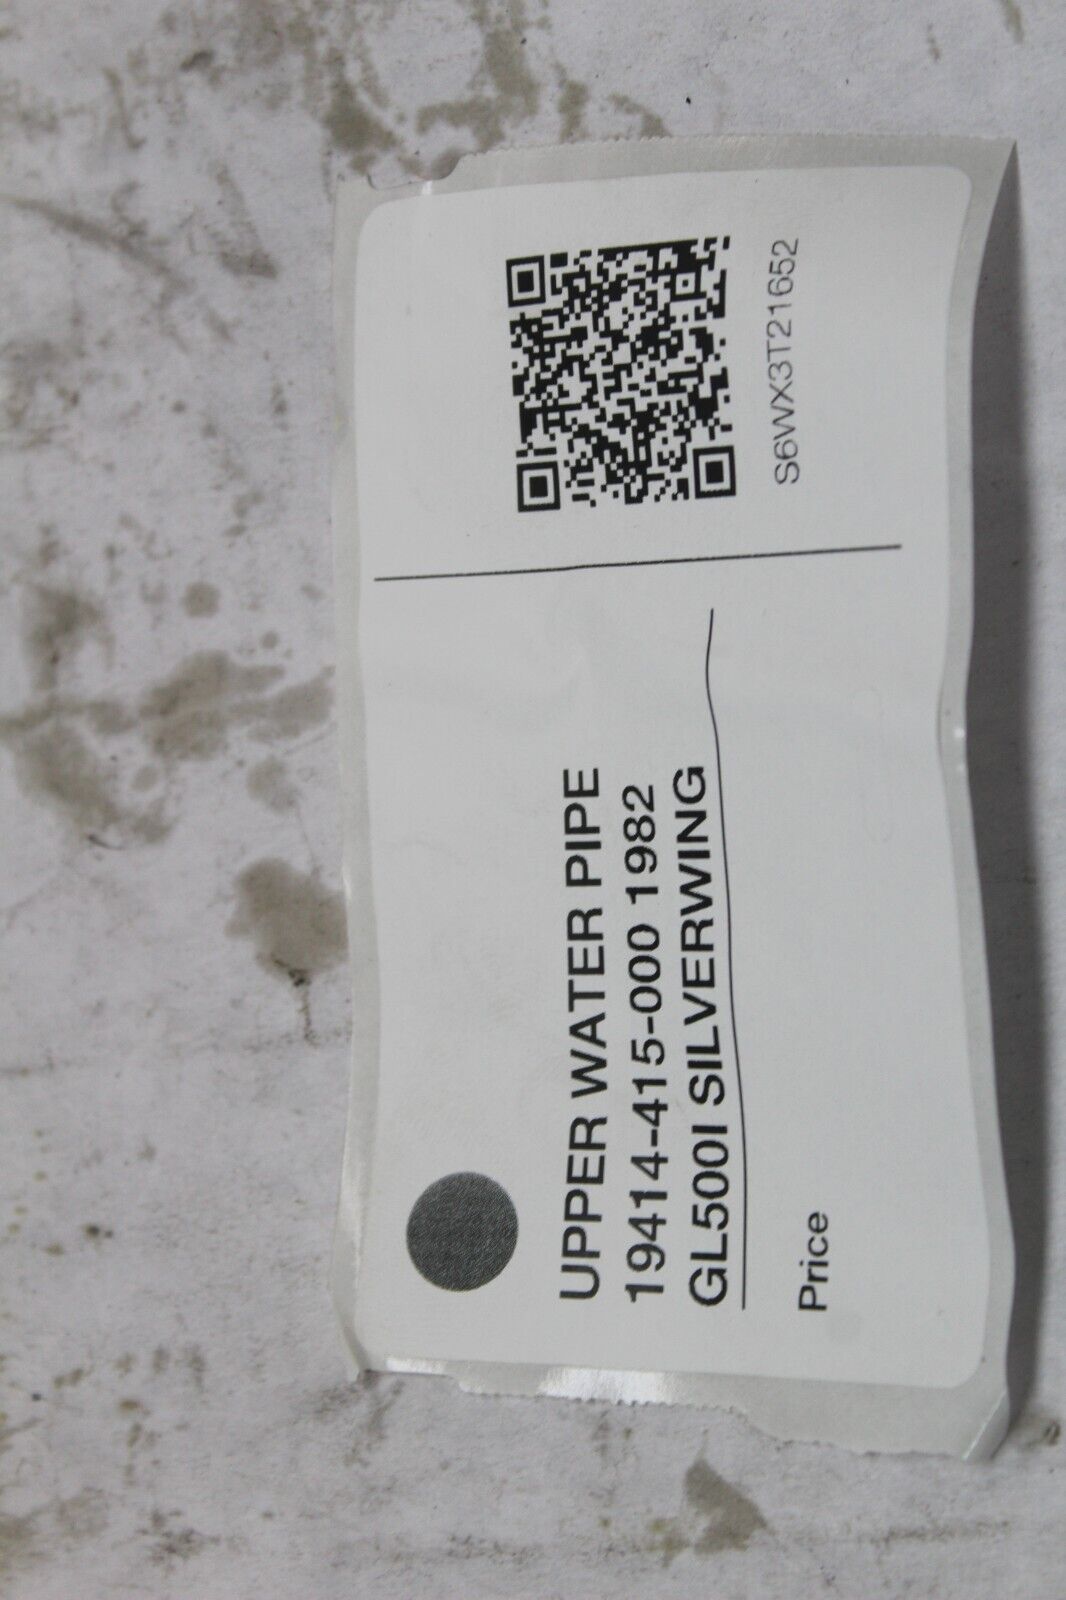 UPPER WATER PIPE
19414-415-000 1982
GL500I SILVERWING
Price
S6WX3T21652